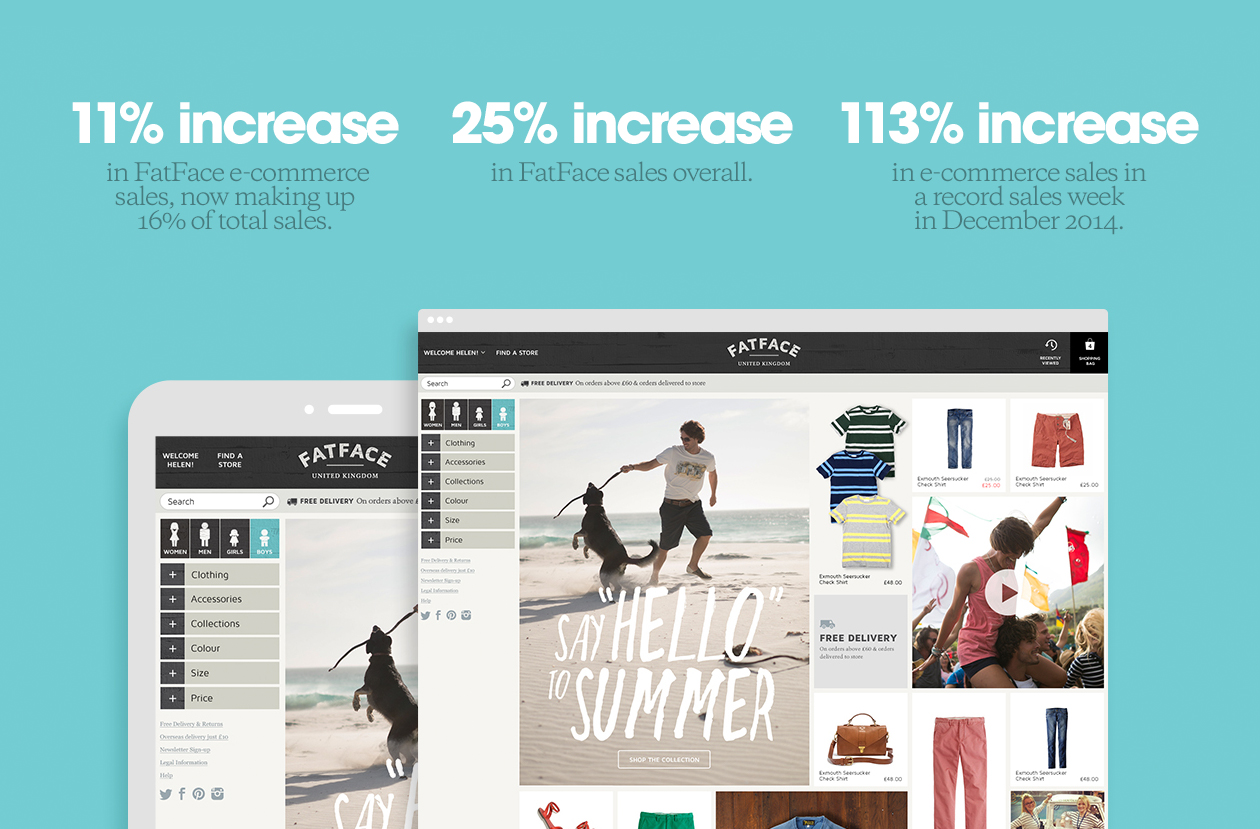 11% increase
in FatFace e-commerce
sales, now making up
16% of total sales.
25% increase
in FatFace sales overall.
113% increase
in e-commerce sales in
a record sales week
in December 2014.
WELCOME HELEN!
FIND A STORE
FATFACE
UNITED KINGDOM
RECENTLY
VIEWED
4
SHOPPING
BAG
Search
FREE DELIVERY On orders above £60 & orders delivered to store
WOMEN MEN GIRLS BOYS
+ Clothing
+ Accessories
+ Collections
+ Colour
+ Size
+ Price
Free Delivery & Returns
Overseas delivery just £10
Newsletter Sign-up
Legal Information
Help
SAY "HELLO"
TO SUMMER
SHOP THE COLLECTION
Exmouth Seersucker
Check Shirt £48.00
Exmouth Seersucker
Check Shirt £25.00
Exmouth Seersucker
Check Shirt £25.00
FREE DELIVERY
On orders above £60 & orders
delivered to store
Exmouth Seersucker
Check Shirt £48.00
Exmouth Seersucker
Check Shirt £48.00
WELCOME
HELEN!
FIND A
STORE
FATFACE
UNITED KINGDOM
Search
FREE DELIVERY On orders above
WOMEN MEN GIRLS BOYS
+ Clothing
+ Accessories
+ Collections
+ Colour
+ Size
+ Price
Free Delivery & Returns
Overseas delivery just £10
Newsletter Sign-up
Legal Information
Help
"
SAY